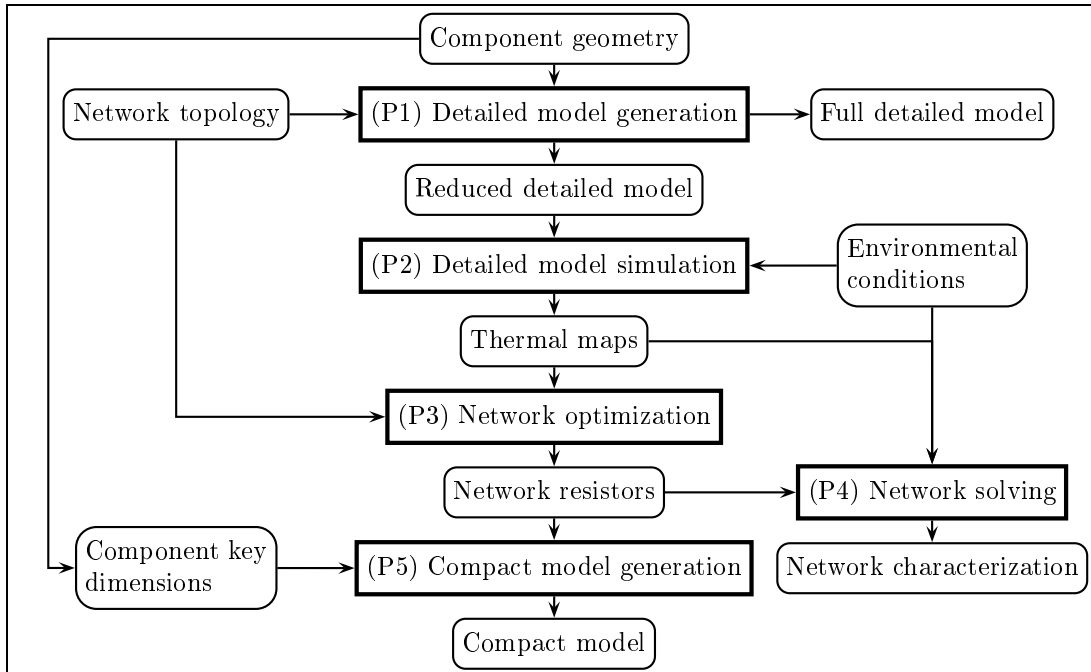 Component geometry
Network topology
(P1) Detailed model generation
Full detailed model
Reduced detailed model
(P2) Detailed model simulation
Environmental
conditions
Thermal maps
(P3) Network optimization
Network resistors
(P4) Network solving
Component key
dimensions
(P5) Compact model generation
Network characterization
Compact model